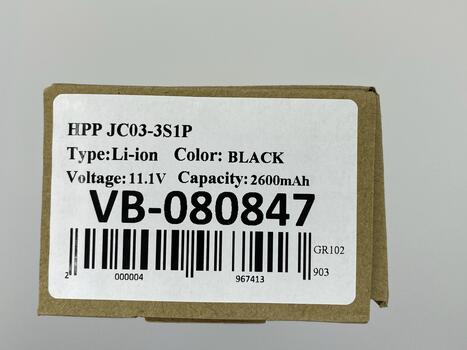 HPP JC03-3S1P
Type:Li-ion Color: BLACK
Voltage:11.1V Capacity:2600mAh
VB-080847
GR102
903
2 000004 967413